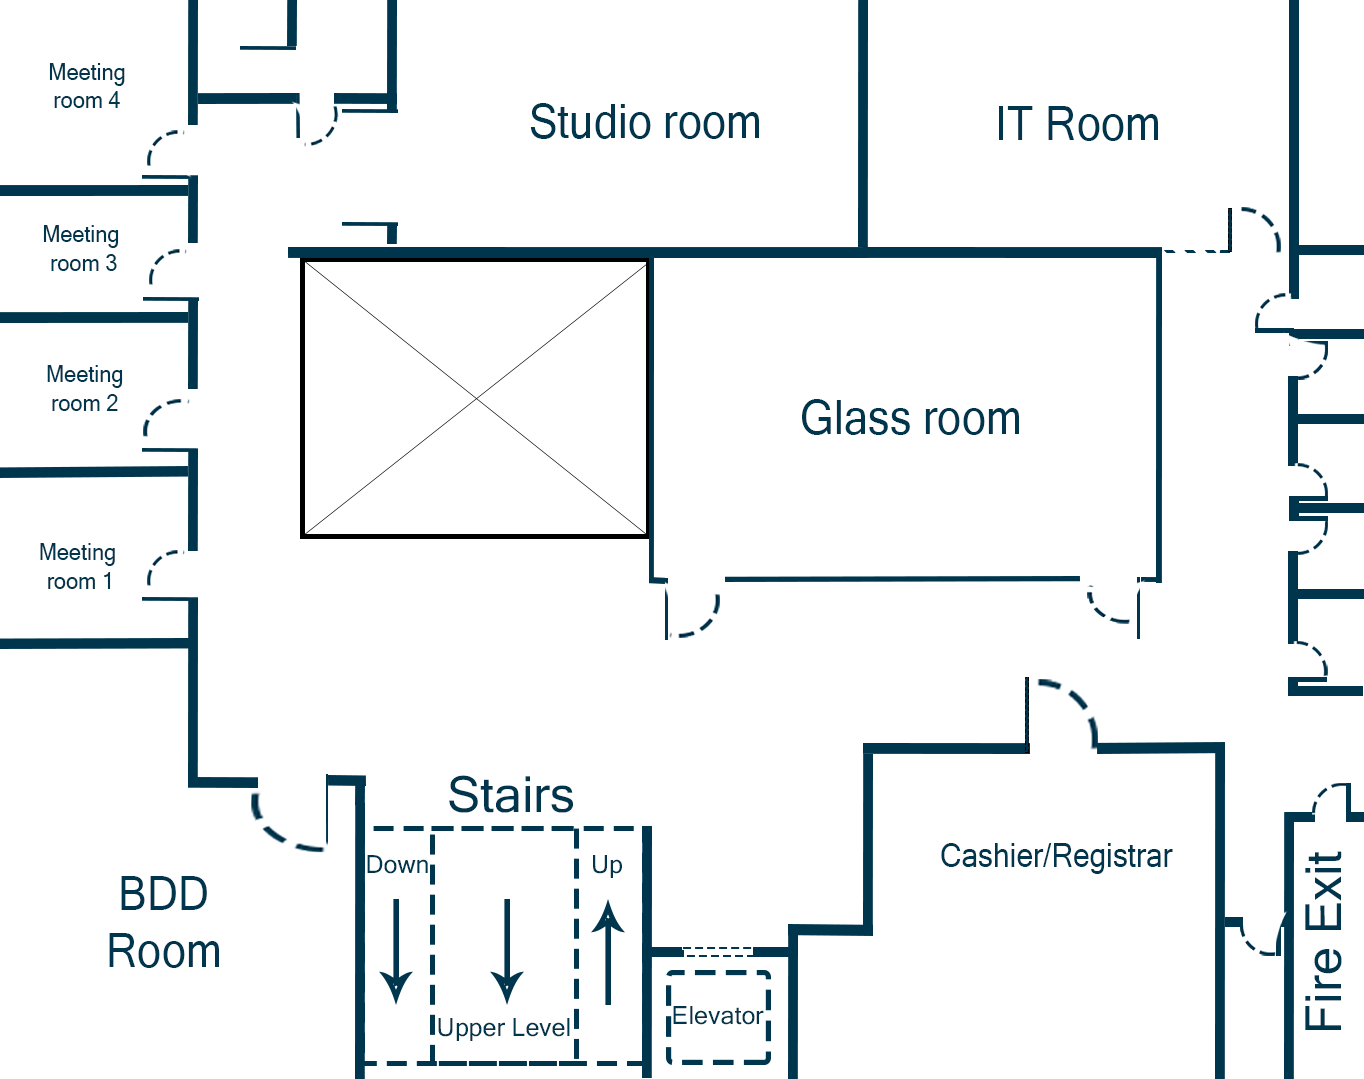 Meeting
room 4
Studio room
IT Room
Meeting
room 3
Meeting
room 2
Glass room
Meeting
room 1
Stairs
Down
Up
Cashier/Registrar
BDD
Room
Upper Level
Elevator
Fire Exit